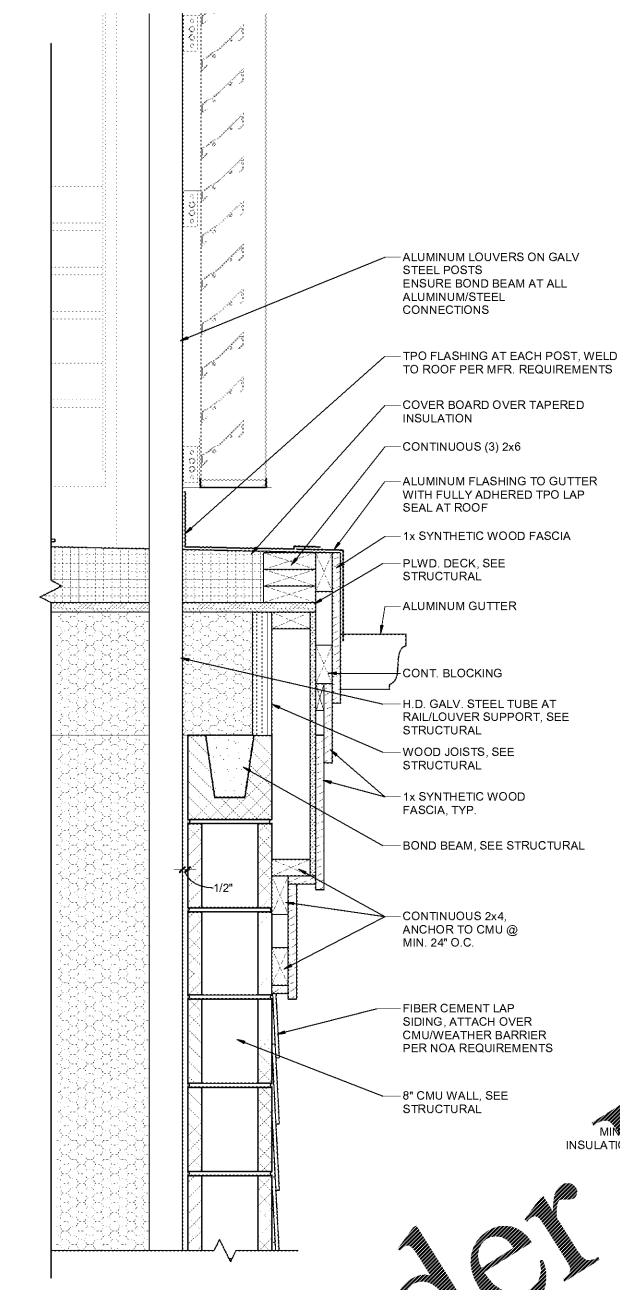 ALUMINUM LOUVERS ON GALV
STEEL POSTS
ENSURE BOND BEAM AT ALL
ALUMINUM/STEEL
CONNECTIONS
TPO FLASHING AT EACH POST, WELD
TO ROOF PER MFR. REQUIREMENTS
COVER BOARD OVER TAPERED
INSULATION
CONTINUOUS (3) 2x6
ALUMINUM FLASHING TO GUTTER
WITH FULLY ADHERED TPO LAP
SEAL AT ROOF
1x SYNTHETIC WOOD FASCIA
PLWD. DECK, SEE
STRUCTURAL
ALUMINUM GUTTER
CONT. BLOCKING
H.D. GALV. STEEL TUBE AT
RAIL/LOUVER SUPPORT, SEE
STRUCTURAL
WOOD JOISTS, SEE
STRUCTURAL
1x SYNTHETIC WOOD
FASCIA, TYP.
BOND BEAM, SEE STRUCTURAL
1/2"
CONTINUOUS 2x4,
ANCHOR TO CMU @
MIN. 24" O.C.
FIBER CEMENT LAP
SIDING, ATTACH OVER
CMU/WEATHER BARRIER
PER NOA REQUIREMENTS
8" CMU WALL, SEE
STRUCTURAL